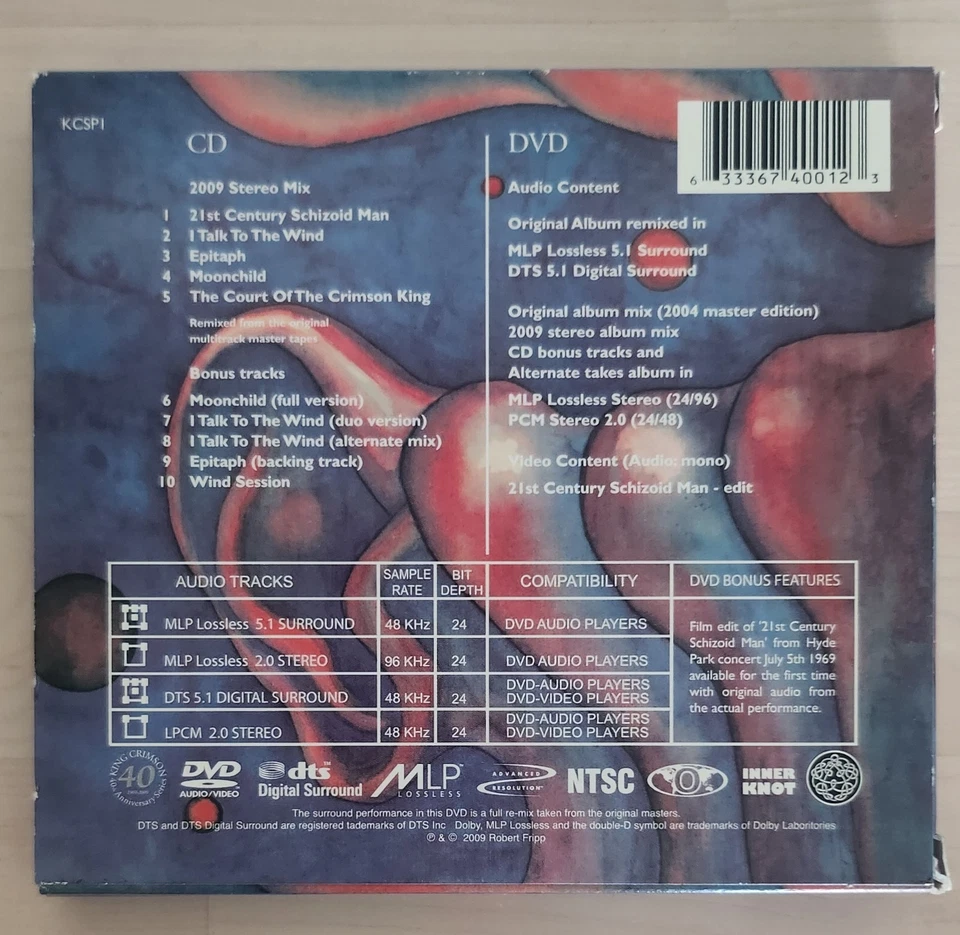 KCSP1
CD
2009 Stereo Mix
1 21st Century Schizoid Man
2 I Talk To The Wind
3 Epitaph
4 Moonchild
5 The Court Of The Crimson King
Remixed from the original
multitrack master tapes
Bonus tracks
6 Moonchild (full version)
7 I Talk To The Wind (duo version)
8 I Talk To The Wind (alternate mix)
9 Epitaph (backing track)
10 Wind Session
DVD
6 33367 40012 3
Audio Content
Original Album remixed in
MLP Lossless 5.1 Surround
DTS 5.1 Digital Surround
Original album mix (2004 master edition)
2009 stereo album mix
CD bonus tracks and
Alternate takes album in
MLP Lossless Stereo (24/96)
PCM Stereo 2.0 (24/48)
Video Content (Audio: mono)
21st Century Schizoid Man - edit
AUDIO TRACKS SAMPLE RATE BIT DEPTH COMPATIBILITY DVD BONUS FEATURES
MLP Lossless 5.1 SURROUND 48 KHz 24 DVD AUDIO PLAYERS
MLP Lossless 2.0 STEREO 96 KHz 24 DVD AUDIO PLAYERS
DTS 5.1 DIGITAL SURROUND 48 KHz 24 DVD-AUDIO PLAYERS
DVD-VIDEO PLAYERS
LPCM 2.0 STEREO 48 KHz 24 DVD-AUDIO PLAYERS
DVD-VIDEO PLAYERS
Film edit of '21st Century
Schizoid Man' from Hyde
Park concert July 5th 1969
available for the first time
with original audio from
the actual performance.
KING CRIMSON
40
Anniversary Series
DVD
AUDIO/VIDEO
dts
Digital Surround
MLP™
LOSSLESS
ADVANCED
RESOLUTION
NTSC
0
INNER
KNOT
The surround performance in this DVD is a full re-mix taken from the original masters.
DTS and DTS Digital Surround are registered trademarks of DTS Inc Dolby, MLP Lossless and the double-D symbol are trademarks of Dolby Laboritories
℗ & © 2009 Robert Fripp